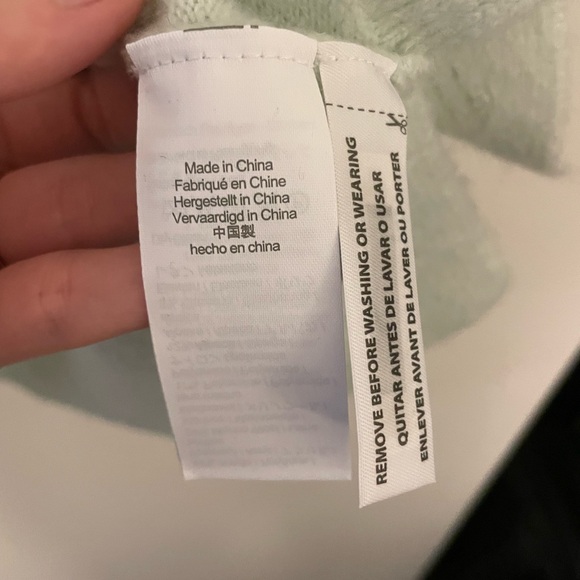 Made in China
Fabriqué en Chine
Hergestellt in China
Vervaardigd in China
中国製
hecho en china
REMOVE BEFORE WASHING OR WEARING
QUITAR ANTES DE LAVAR O USAR
ENLEVER AVANT DE LAVER OU PORTER